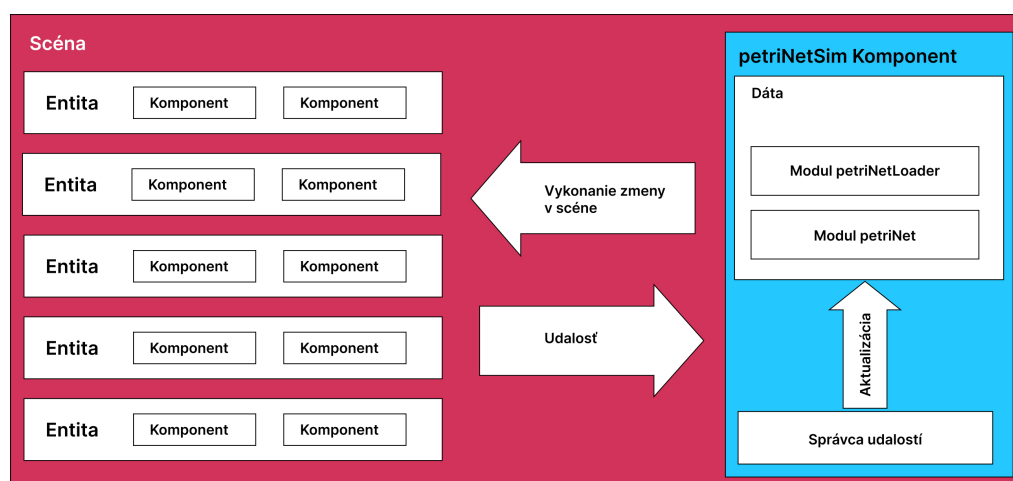 Scéna
Entita
Komponent
Komponent
Entita
Komponent
Komponent
Entita
Komponent
Komponent
Entita
Komponent
Komponent
Entita
Komponent
Komponent
Vykonanie zmeny
v scéne
Udalosť
petriNetSim Komponent
Dáta
Modul petriNetLoader
Modul petriNet
Aktualizácia
Správca udalostí